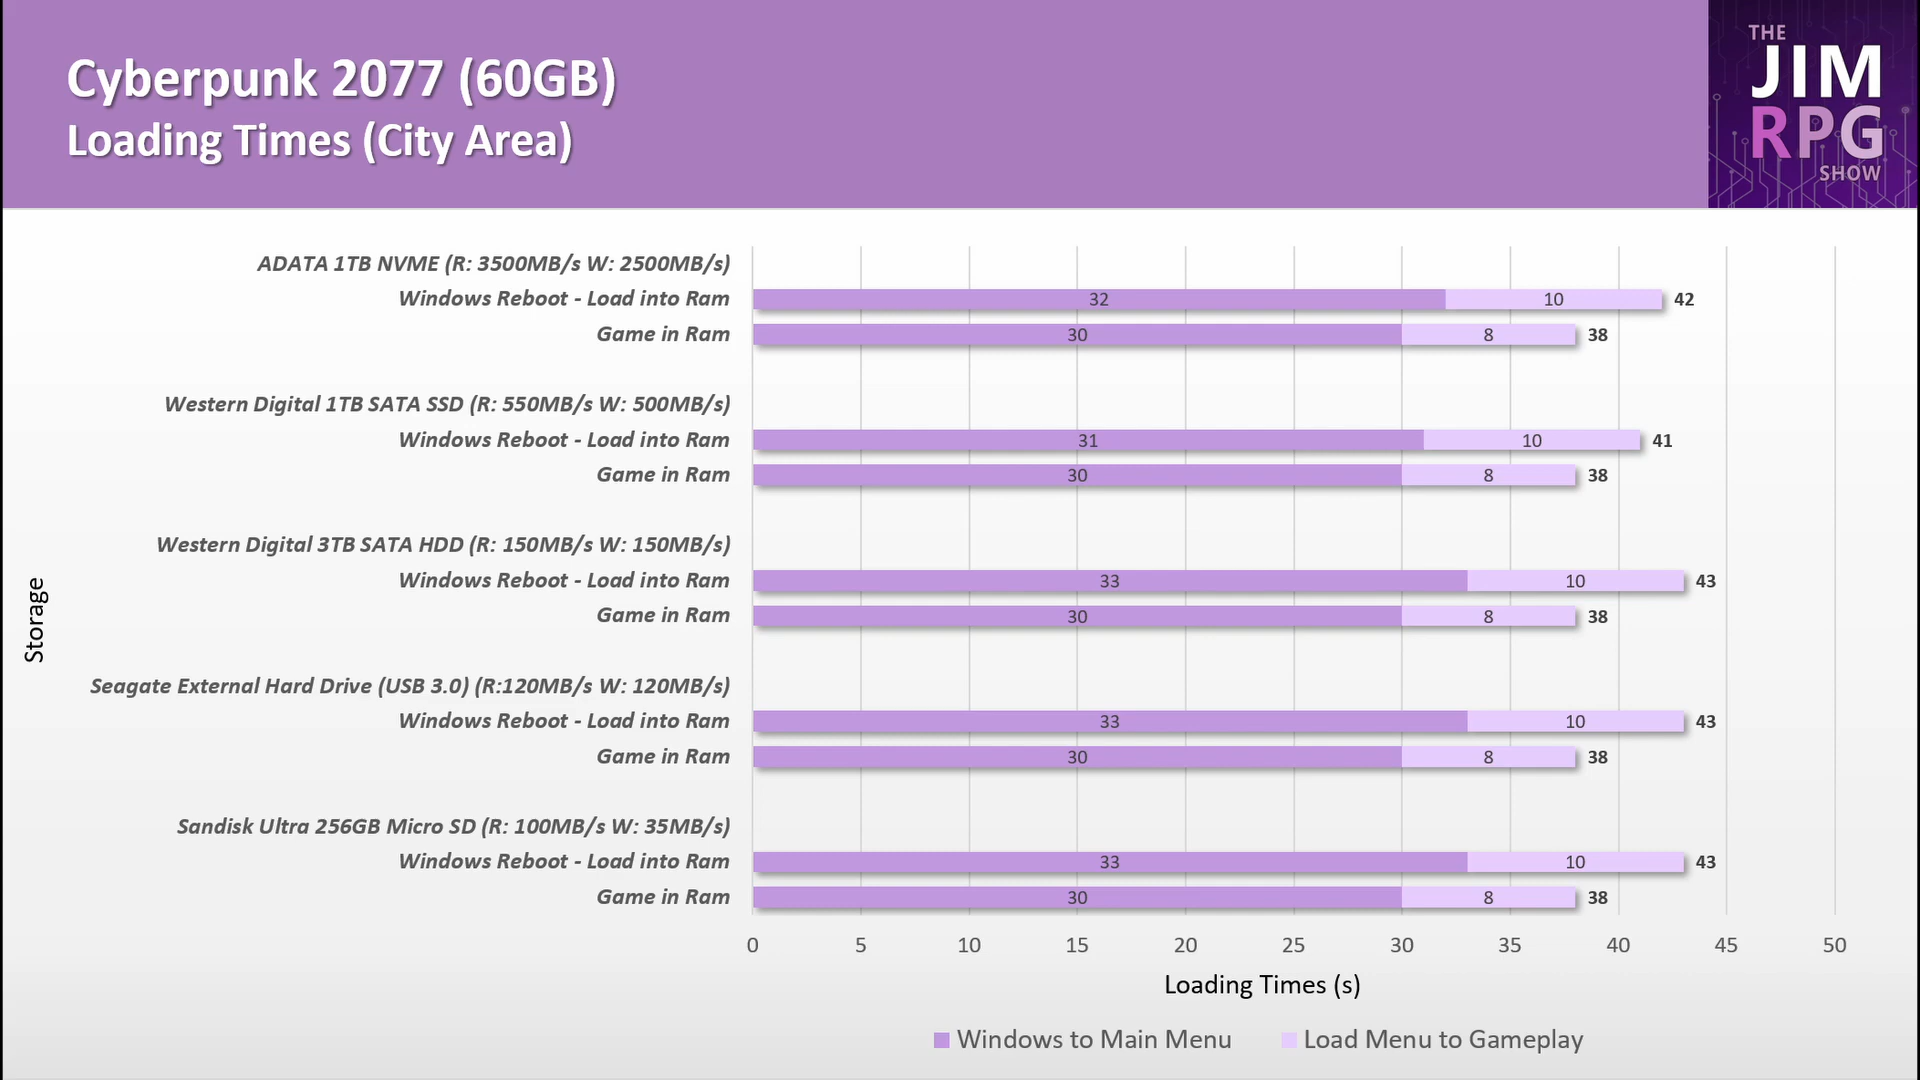 Cyberpunk 2077 (60GB)
Loading Times (City Area)
THE
JIM
RPG
SHOW
Storage
ADATA 1TB NVME (R: 3500MB/s W: 2500MB/s)
Windows Reboot - Load into Ram 32 10 42
Game in Ram 30 8 38
Western Digital 1TB SATA SSD (R: 550MB/s W: 500MB/s)
Windows Reboot - Load into Ram 31 10 41
Game in Ram 30 8 38
Western Digital 3TB SATA HDD (R: 150MB/s W: 150MB/s)
Windows Reboot - Load into Ram 33 10 43
Game in Ram 30 8 38
Seagate External Hard Drive (USB 3.0) (R:120MB/s W: 120MB/s)
Windows Reboot - Load into Ram 33 10 43
Game in Ram 30 8 38
Sandisk Ultra 256GB Micro SD (R: 100MB/s W: 35MB/s)
Windows Reboot - Load into Ram 33 10 43
Game in Ram 30 8 38
0 5 10 15 20 25 30 35 40 45 50
Loading Times (s)
Windows to Main Menu Load Menu to Gameplay